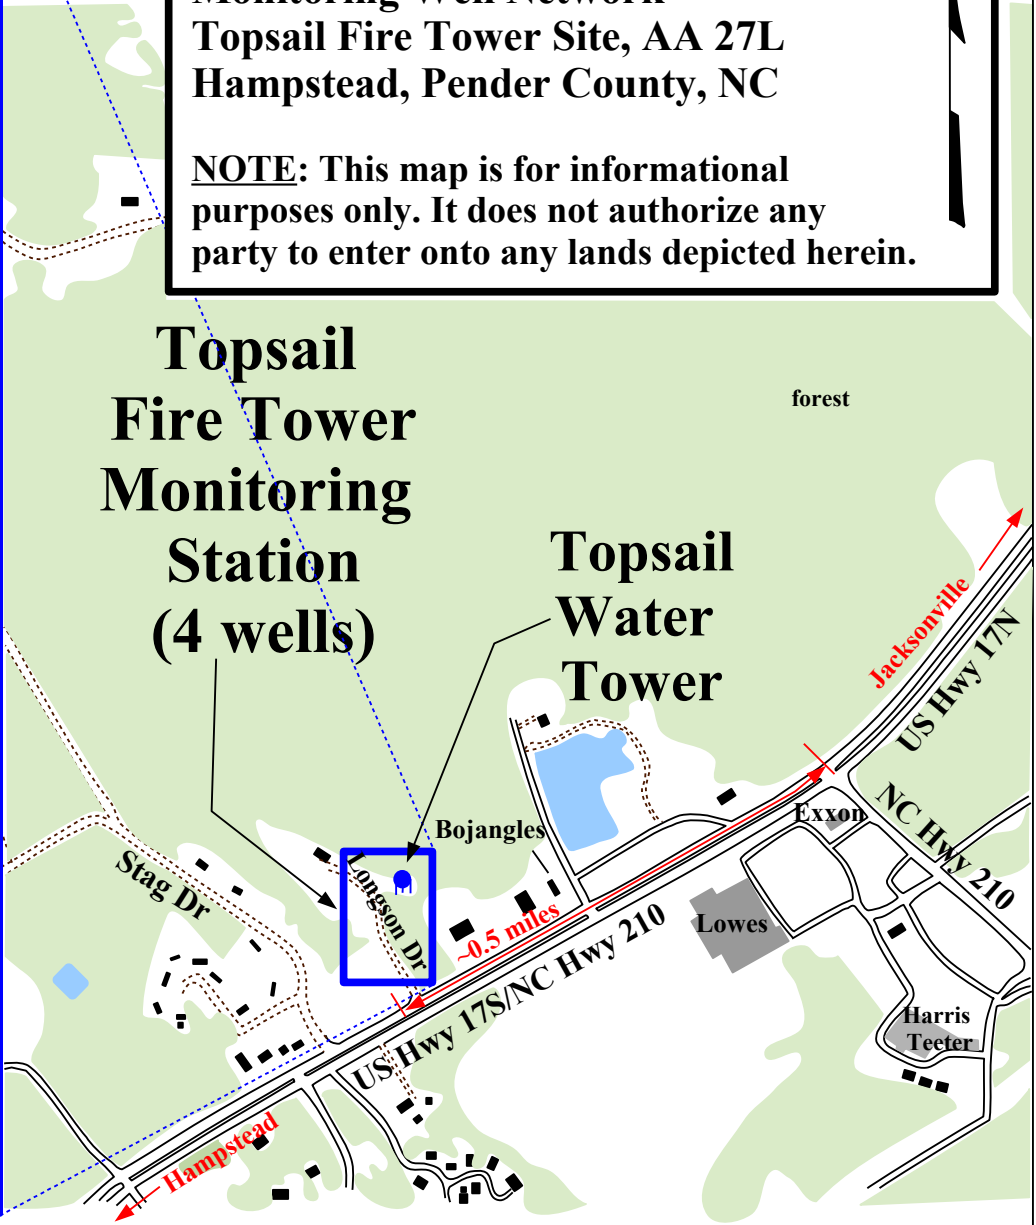 Monitoring Well Network
Topsail Fire Tower Site, AA 27L
Hampstead, Pender County, NC
NOTE: This map is for informational
purposes only. It does not authorize any
party to enter onto any lands depicted herein.
Topsail
Fire Tower
Monitoring
Station
(4 wells)
forest
Topsail
Water
Tower
Jacksonville
US Hwy 17N
Exxon
NC Hwy 210
Bojangles
Longson Dr
Stag Dr
~0.5 miles
Lowes
US Hwy 17S/NC Hwy 210
Harris
Teeter
Hampstead